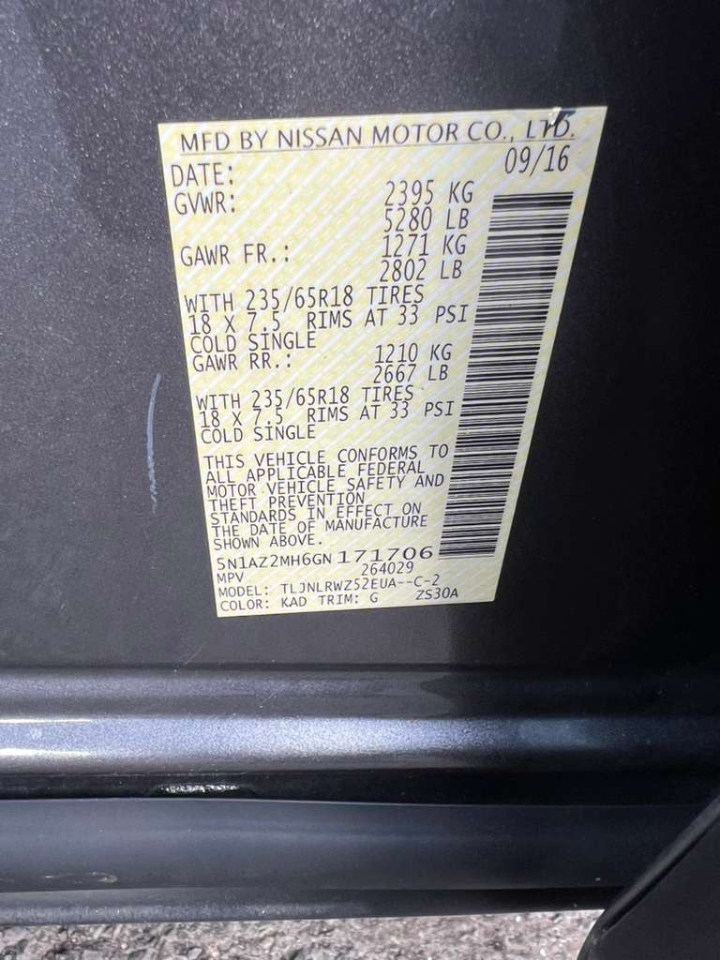 MFD BY NISSAN MOTOR CO., LTD.
DATE: 09/16
GVWR: 2395 KG
5280 LB
GAWR FR.: 1271 KG
2802 LB
WITH 235/65R18 TIRES
18 X 7.5 RIMS AT 33 PSI
COLD SINGLE
GAWR RR.: 1210 KG
2667 LB
WITH 235/65R18 TIRES
18 X 7.5 RIMS AT 33 PSI
COLD SINGLE
THIS VEHICLE CONFORMS TO
ALL APPLICABLE FEDERAL
MOTOR VEHICLE SAFETY AND
THEFT PREVENTION
STANDARDS IN EFFECT ON
THE DATE OF MANUFACTURE
SHOWN ABOVE.
5N1AZ2MH6GN171706
MPV 264029
MODEL: TLJNLRWZ52EUA--C-2
COLOR: KAD TRIM: G ZS30A